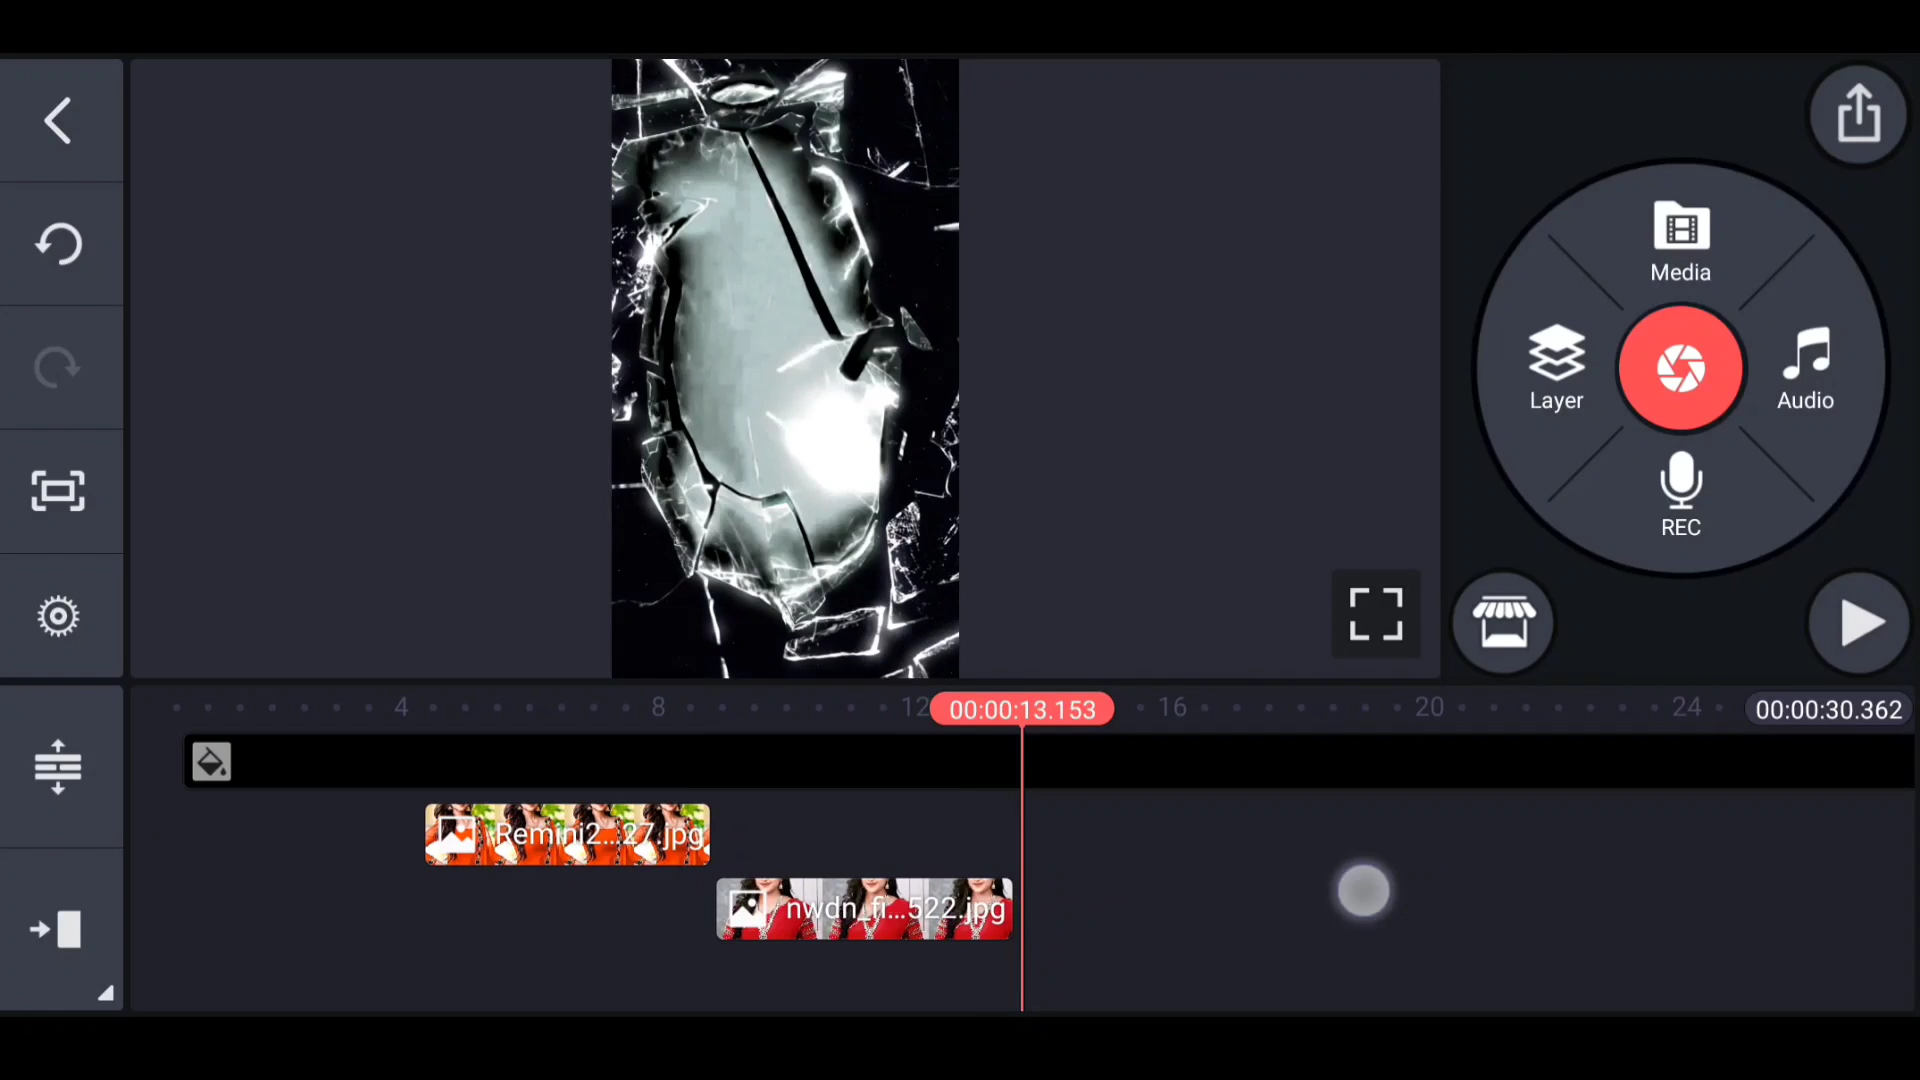 Media
Layer
Audio
REC
4
8
12
00:00:13.153
16
20
24
00:00:30.362
Remini2...27.jpg
nwdn_fi...522.jpg